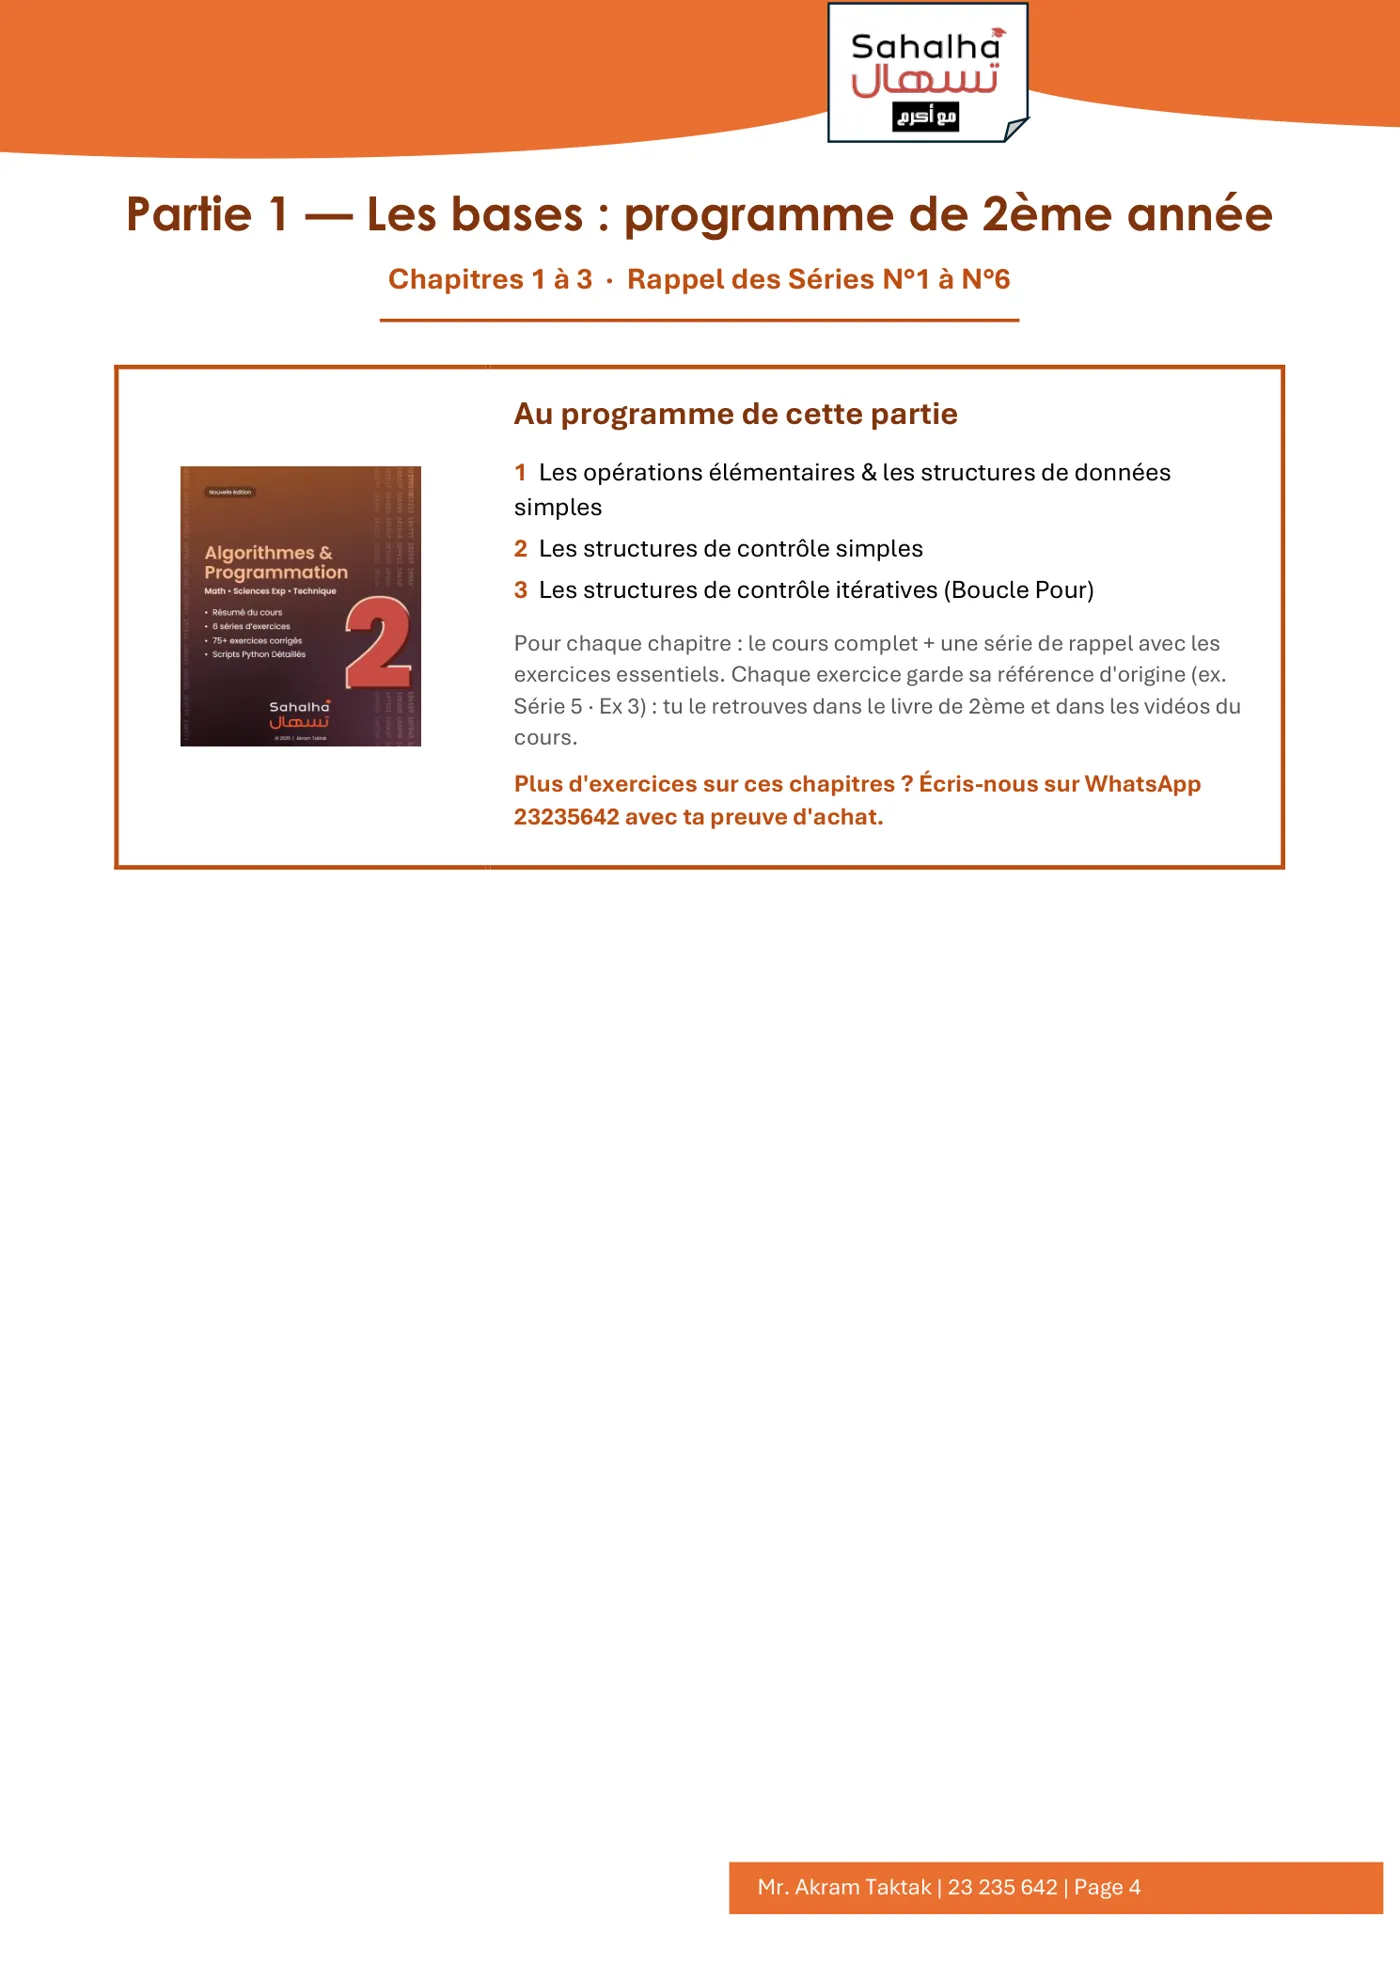 Sahalha
تسهال
مع أكرم
Partie 1 — Les bases : programme de 2ème année
Chapitres 1 à 3 · Rappel des Séries N°1 à N°6
Nouvelle édition
Algorithmes &
Programmation
Math • Sciences Exp • Technique
• Résumé du cours
• 6 séries d'exercices
• 75+ exercices corrigés
• Scripts Python Détaillés
2
Sahalha
تسهال
© 2025 | Akram Taktak
Au programme de cette partie
1 Les opérations élémentaires & les structures de données
simples
2 Les structures de contrôle simples
3 Les structures de contrôle itératives (Boucle Pour)
Pour chaque chapitre : le cours complet + une série de rappel avec les
exercices essentiels. Chaque exercice garde sa référence d'origine (ex.
Série 5 · Ex 3) : tu le retrouves dans le livre de 2ème et dans les vidéos du
cours.
Plus d'exercices sur ces chapitres ? Écris-nous sur WhatsApp
23235642 avec ta preuve d'achat.
Mr. Akram Taktak | 23 235 642 | Page 4